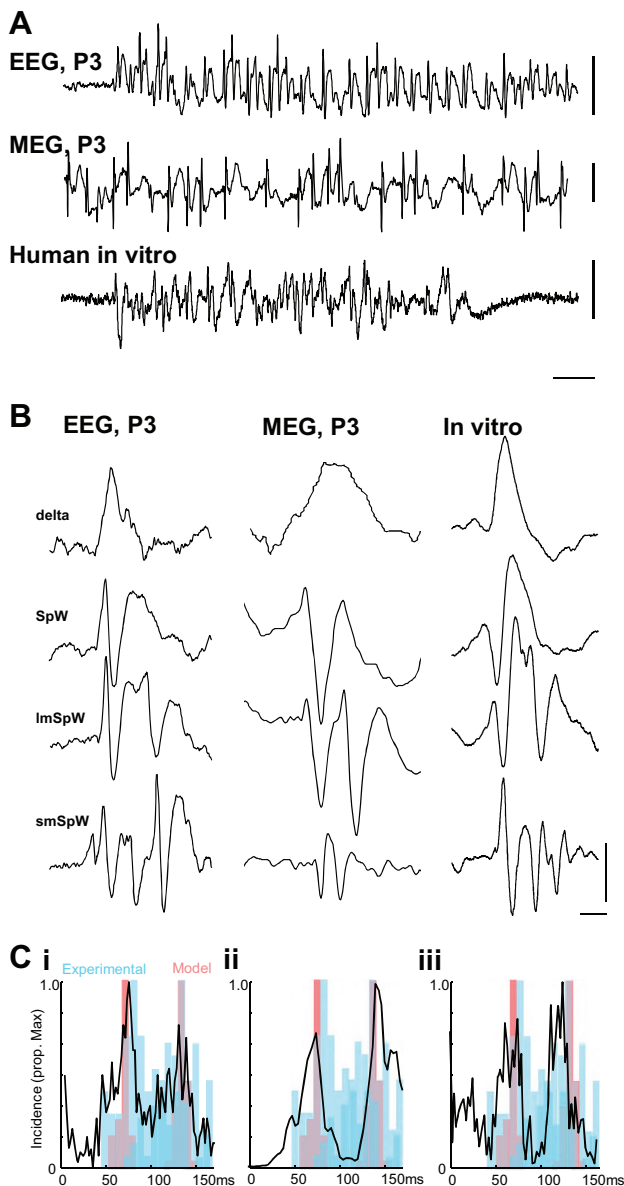 A
EEG, P3
MEG, P3
Human in vitro
B
EEG, P3 MEG, P3 In vitro
delta
SpW
lmSpW
smSpW
C i ii iii
Experimental Model
1.0 1.0 1.0
Incidence (prop. Max)
0 0 0
0 50 100 150ms 0 50 100 150ms 0 50 100 150ms